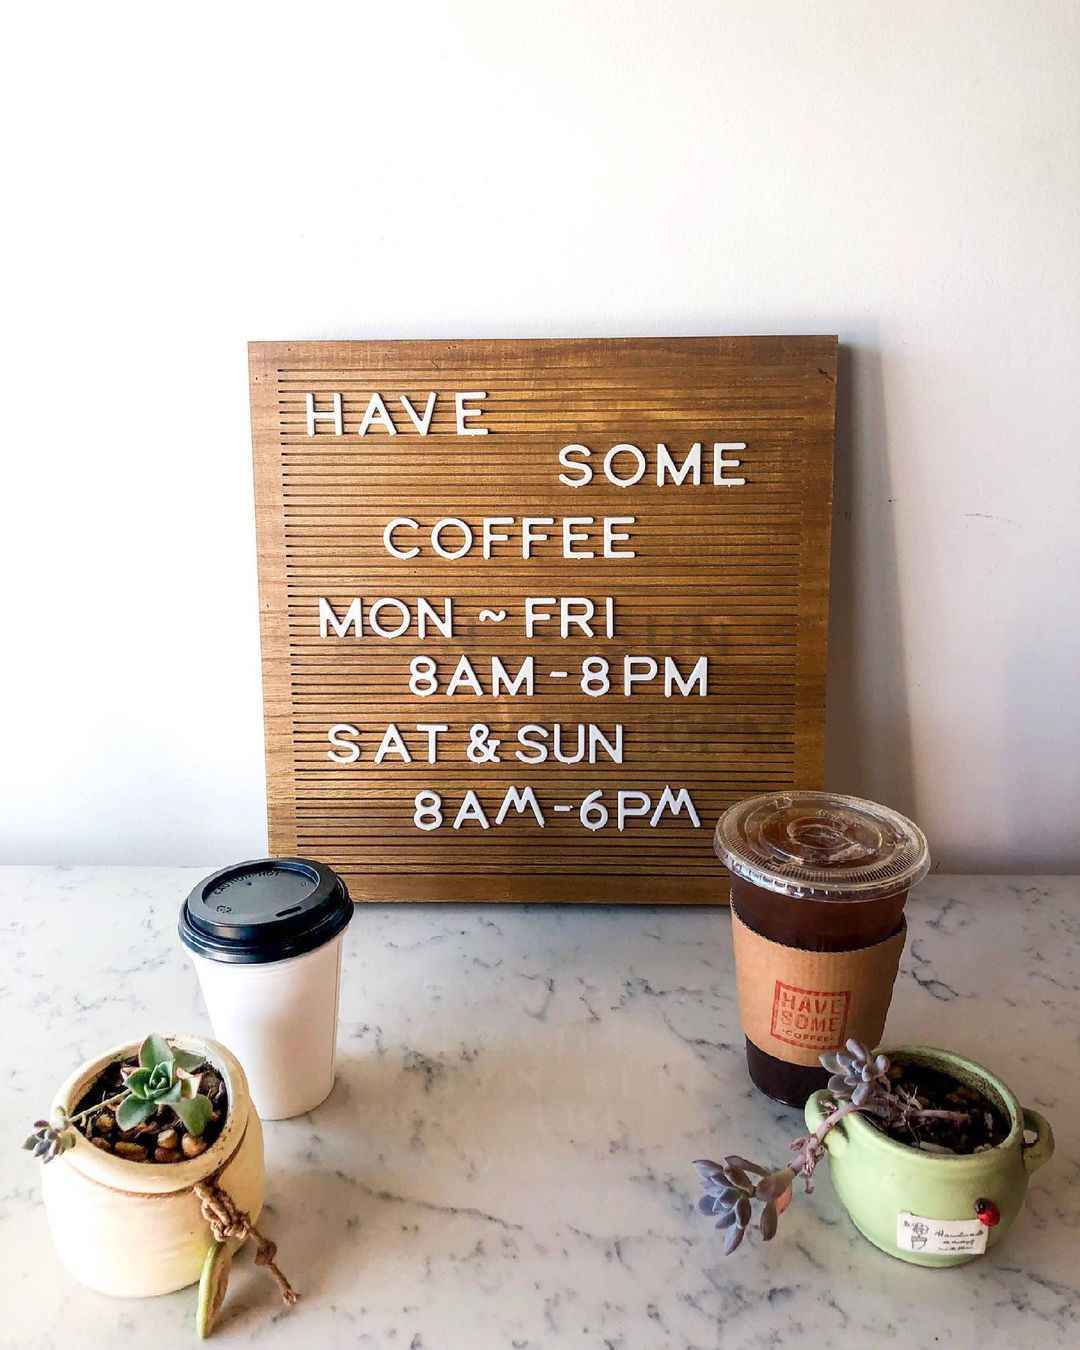 HAVE
SOME
COFFEE
MON ~ FRI
8AM-8PM
SAT & SUN
8AM-6PM
HAVE
SOME
COFFEE